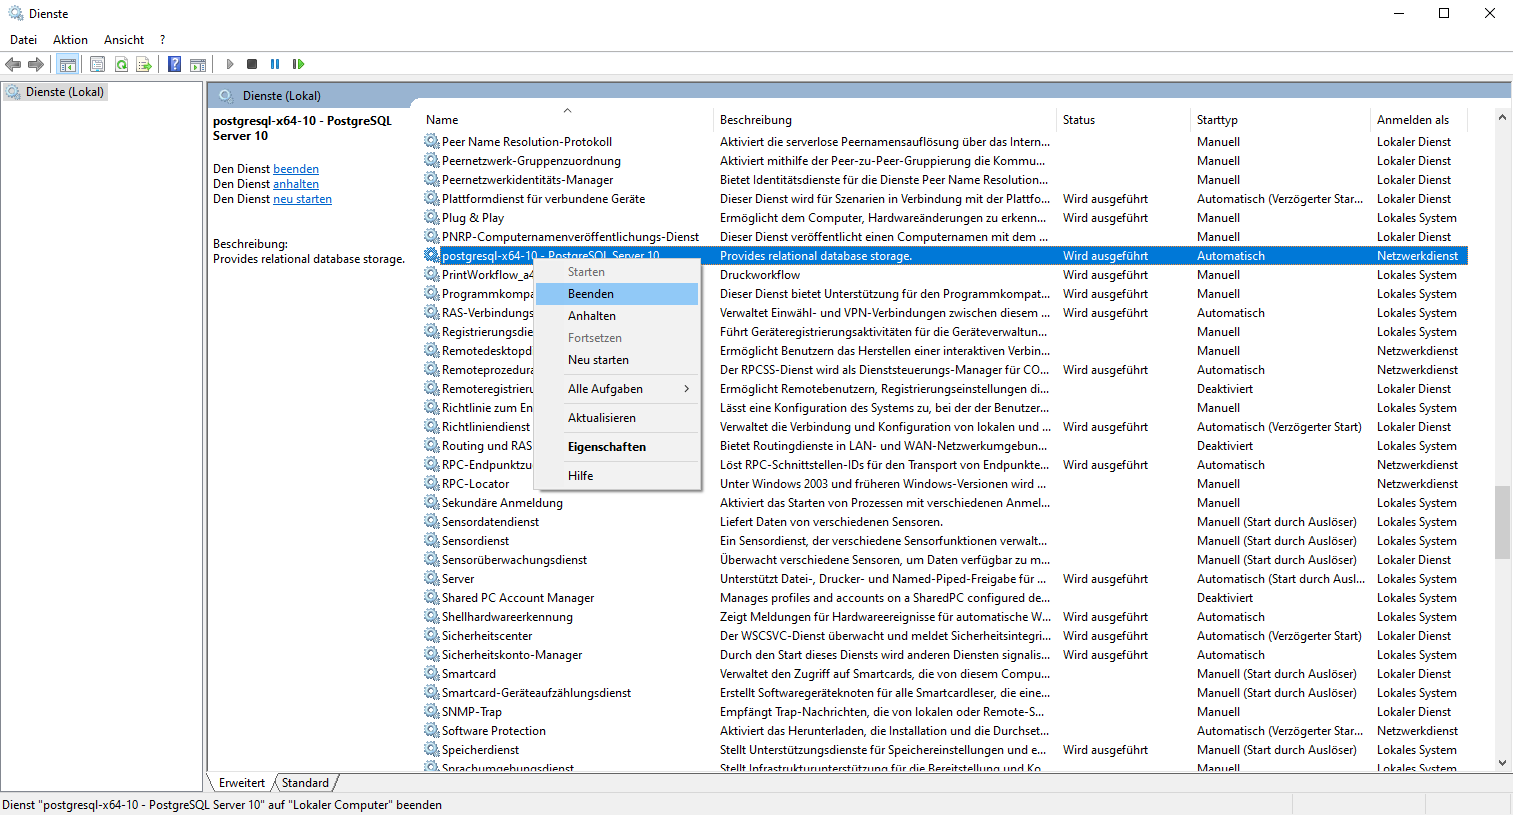 Dienste
Datei Aktion Ansicht ?
Dienste (Lokal)
Dienste (Lokal)
postgresql-x64-10 - PostgreSQL
Server 10
Den Dienst beenden
Den Dienst anhalten
Den Dienst neu starten
Beschreibung:
Provides relational database storage.
Name Beschreibung Status Starttyp Anmelden als
Peer Name Resolution-Protokoll Aktiviert die serverlose Peernamensauflösung über das Intern... Manuell Lokaler Dienst
Peernetzwerk-Gruppenzuordnung Aktiviert mithilfe der Peer-zu-Peer-Gruppierung die Kommu... Manuell Lokaler Dienst
Peernetzwerkidentitäts-Manager Bietet Identitätsdienste für die Dienste Peer Name Resolution... Manuell Lokaler Dienst
Plattformdienst für verbundene Geräte Dieser Dienst wird für Szenarien in Verbindung mit der Plattfo... Wird ausgeführt Automatisch (Verzögerter Star... Lokaler Dienst
Plug & Play Ermöglicht dem Computer, Hardwareänderungen zu erkenn... Wird ausgeführt Manuell Lokales System
PNRP-Computernamenveröffentlichungs-Dienst Dieser Dienst veröffentlicht einen Computernamen mit dem ... Manuell Lokaler Dienst
postgresql-x64-10 - PostgreSQL Server 10 Provides relational database storage. Wird ausgeführt Automatisch Netzwerkdienst
PrintWorkflow_a4 Druckworkflow Wird ausgeführt Manuell Lokales System
Programmkompa Dieser Dienst bietet Unterstützung für den Programmkompat... Wird ausgeführt Manuell Lokales System
RAS-Verbindungs Verwaltet Einwähl- und VPN-Verbindungen zwischen diesem ... Wird ausgeführt Automatisch Lokales System
Registrierungsdie Führt Geräteregistrierungsaktivitäten für die Geräteverwaltun... Manuell Lokales System
Remotedesktopdi Ermöglicht Benutzern das Herstellen einer interaktiven Verbin... Manuell Netzwerkdienst
Remoteprozedura Der RPCSS-Dienst wird als Dienststeuerungs-Manager für CO... Wird ausgeführt Automatisch Netzwerkdienst
Remoteregistrieru Ermöglicht Remotebenutzern, Registrierungseinstellungen di... Deaktiviert Lokaler Dienst
Richtlinie zum En Lässt eine Konfiguration des Systems zu, bei der der Benutzer... Manuell Lokales System
Richtliniendienst Verwaltet die Verbindung und Konfiguration von lokalen und ... Wird ausgeführt Automatisch (Verzögerter Start) Lokales System
Routing und RAS Bietet Routingdienste in LAN- und WAN-Netzwerkumgebun... Deaktiviert Lokales System
RPC-Endpunktzu Löst RPC-Schnittstellen-IDs für den Transport von Endpunkte... Wird ausgeführt Automatisch Netzwerkdienst
RPC-Locator Unter Windows 2003 und früheren Windows-Versionen wird ... Manuell Netzwerkdienst
Sekundäre Anmeldung Aktiviert das Starten von Prozessen mit verschiedenen Anmel... Manuell Lokales System
Sensordatendienst Liefert Daten von verschiedenen Sensoren. Manuell (Start durch Auslöser) Lokales System
Sensordienst Ein Sensordienst, der verschiedene Sensorfunktionen verwalt... Manuell (Start durch Auslöser) Lokales System
Sensorüberwachungsdienst Überwacht verschiedene Sensoren, um Daten verfügbar zu m... Manuell (Start durch Auslöser) Lokaler Dienst
Server Unterstützt Datei-, Drucker- und Named-Piped-Freigabe für ... Wird ausgeführt Automatisch (Start durch Ausl... Lokales System
Shared PC Account Manager Manages profiles and accounts on a SharedPC configured de... Deaktiviert Lokales System
Shellhardwareerkennung Zeigt Meldungen für Hardwareereignisse für automatische W... Wird ausgeführt Automatisch Lokales System
Sicherheitscenter Der WSCSVC-Dienst überwacht und meldet Sicherheitsintegri... Wird ausgeführt Automatisch (Verzögerter Start) Lokaler Dienst
Sicherheitskonto-Manager Durch den Start dieses Diensts wird anderen Diensten signalis... Wird ausgeführt Automatisch Lokales System
Smartcard Verwaltet den Zugriff auf Smartcards, die von diesem Compu... Manuell (Start durch Auslöser) Lokaler Dienst
Smartcard-Geräteaufzählungsdienst Erstellt Softwaregeräteknoten für alle Smartcardleser, die eine... Manuell (Start durch Auslöser) Lokales System
SNMP-Trap Empfängt Trap-Nachrichten, die von lokalen oder Remote-S... Manuell Lokaler Dienst
Software Protection Aktiviert das Herunterladen, die Installation und die Durchset... Automatisch (Verzögerter Star... Netzwerkdienst
Speicherdienst Stellt Unterstützungsdienste für Speichereinstellungen und e... Wird ausgeführt Manuell (Start durch Auslöser) Lokales System
Sprachumgebungsdienst Stellt Infrastrukturunterstützung für die Bereitstellung und Ko... Manuell Lokales System
Starten
Beenden
Anhalten
Fortsetzen
Neu starten
Alle Aufgaben
Aktualisieren
Eigenschaften
Hilfe
Erweitert Standard
Dienst "postgresql-x64-10 - PostgreSQL Server 10" auf "Lokaler Computer" beenden